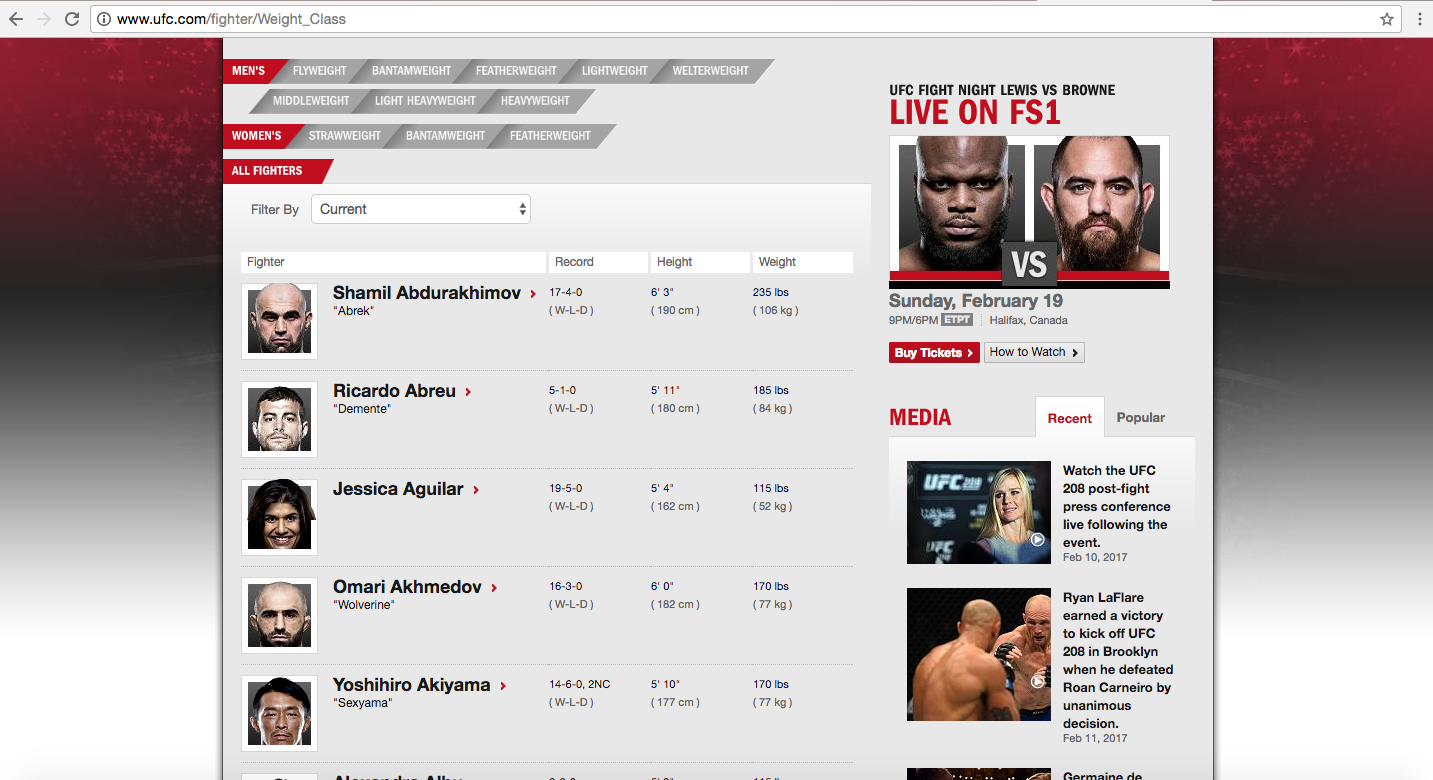 www.ufc.com/fighter/Weight_Class
MEN'S FLYWEIGHT BANTAMWEIGHT FEATHERWEIGHT LIGHTWEIGHT WELTERWEIGHT
MIDDLEWEIGHT LIGHT HEAVYWEIGHT HEAVYWEIGHT
WOMEN'S STRAWWEIGHT BANTAMWEIGHT FEATHERWEIGHT
ALL FIGHTERS
Filter By Current
Fighter Record Height Weight
Shamil Abdurakhimov 17-4-0 6' 3" 235 lbs
"Abrek" ( W-L-D ) ( 190 cm ) ( 106 kg )
Ricardo Abreu 5-1-0 5' 11" 185 lbs
"Demente" ( W-L-D ) ( 180 cm ) ( 84 kg )
Jessica Aguilar 19-5-0 5' 4" 115 lbs
( W-L-D ) ( 162 cm ) ( 52 kg )
Omari Akhmedov 16-3-0 6' 0" 170 lbs
"Wolverine" ( W-L-D ) ( 182 cm ) ( 77 kg )
Yoshihiro Akiyama 14-6-0, 2NC 5' 10" 170 lbs
"Sexyama" ( W-L-D ) ( 177 cm ) ( 77 kg )
UFC FIGHT NIGHT LEWIS VS BROWNE
LIVE ON FS1
VS
Sunday, February 19
9PM/6PM ETPT Halifax, Canada
Buy Tickets How to Watch
MEDIA Recent Popular
UFC 208
UFC
Watch the UFC
208 post-fight
press conference
live following the
event.
Feb 10, 2017
Ryan LaFlare
earned a victory
to kick off UFC
208 in Brooklyn
when he defeated
Roan Carneiro by
unanimous
decision.
Feb 11, 2017
Germaine de